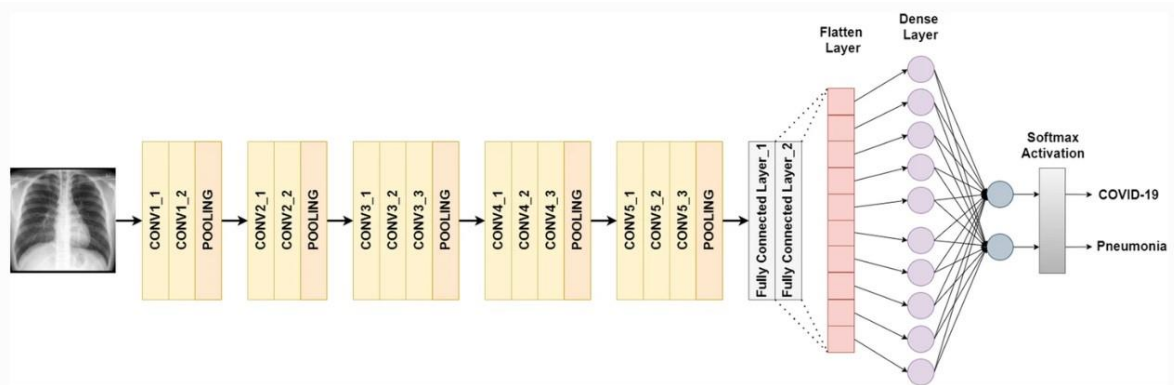 CONV1_1
CONV1_2
POOLING
CONV2_1
CONV2_2
POOLING
CONV3_1
CONV3_2
CONV3_3
POOLING
CONV4_1
CONV4_2
CONV4_3
POOLING
CONV5_1
CONV5_2
CONV5_3
POOLING
Fully Connected Layer_1
Fully Connected Layer_2
Flatten
Layer
Dense
Layer
Softmax
Activation
COVID-19
Pneumonia